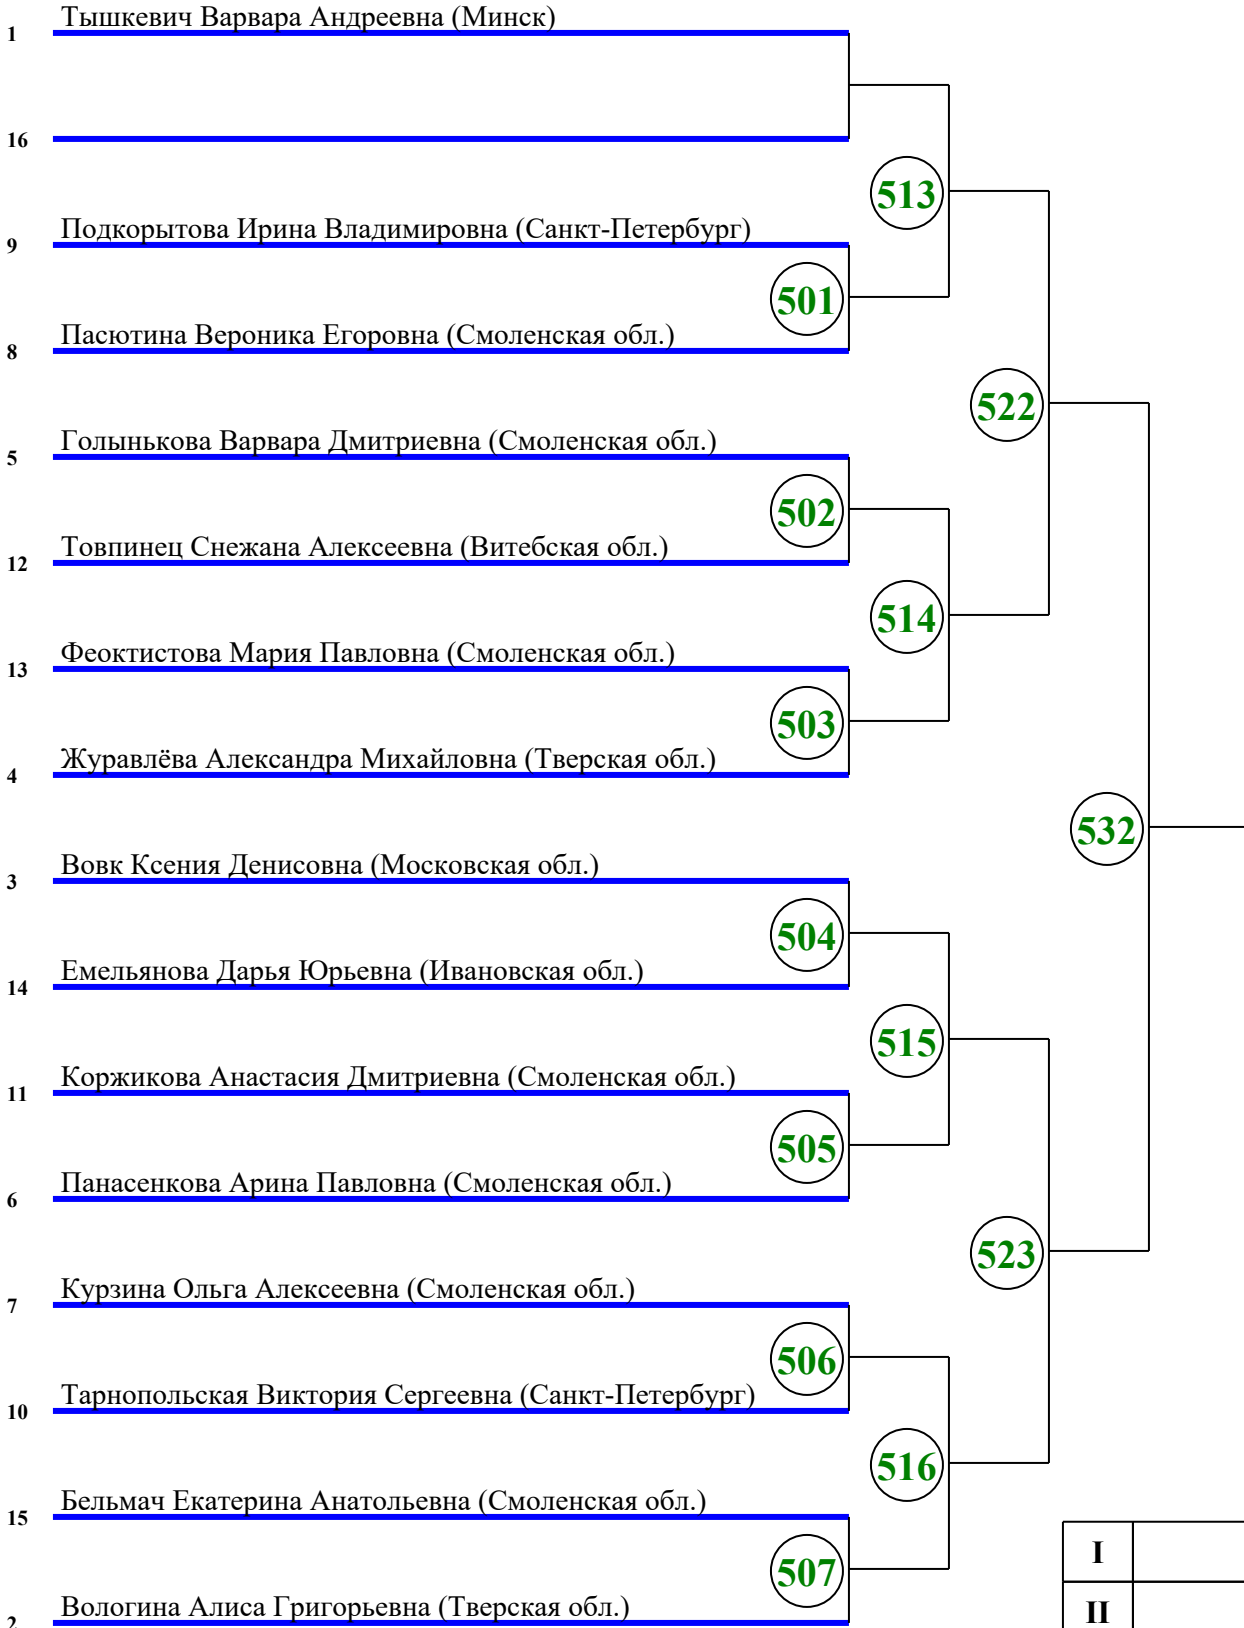 Тышкевич Варвара Андреевна (Минск)
1
16
513
Подкорытова Ирина Владимировна (Санкт-Петербург)
9
501
Пасютина Вероника Егоровна (Смоленская обл.)
8
522
Голынькова Варвара Дмитриевна (Смоленская обл.)
5
502
Товпинец Снежана Алексеевна (Витебская обл.)
12
514
Феоктистова Мария Павловна (Смоленская обл.)
13
503
Журавлёва Александра Михайловна (Тверская обл.)
4
532
Вовк Ксения Денисовна (Московская обл.)
3
504
Емельянова Дарья Юрьевна (Ивановская обл.)
14
515
Коржикова Анастасия Дмитриевна (Смоленская обл.)
11
505
Панасенкова Арина Павловна (Смоленская обл.)
6
523
Курзина Ольга Алексеевна (Смоленская обл.)
7
506
Тарнопольская Виктория Сергеевна (Санкт-Петербург)
10
516
Бельмач Екатерина Анатольевна (Смоленская обл.)
15
I
507
Вологина Алиса Григорьевна (Тверская обл.)
II
2